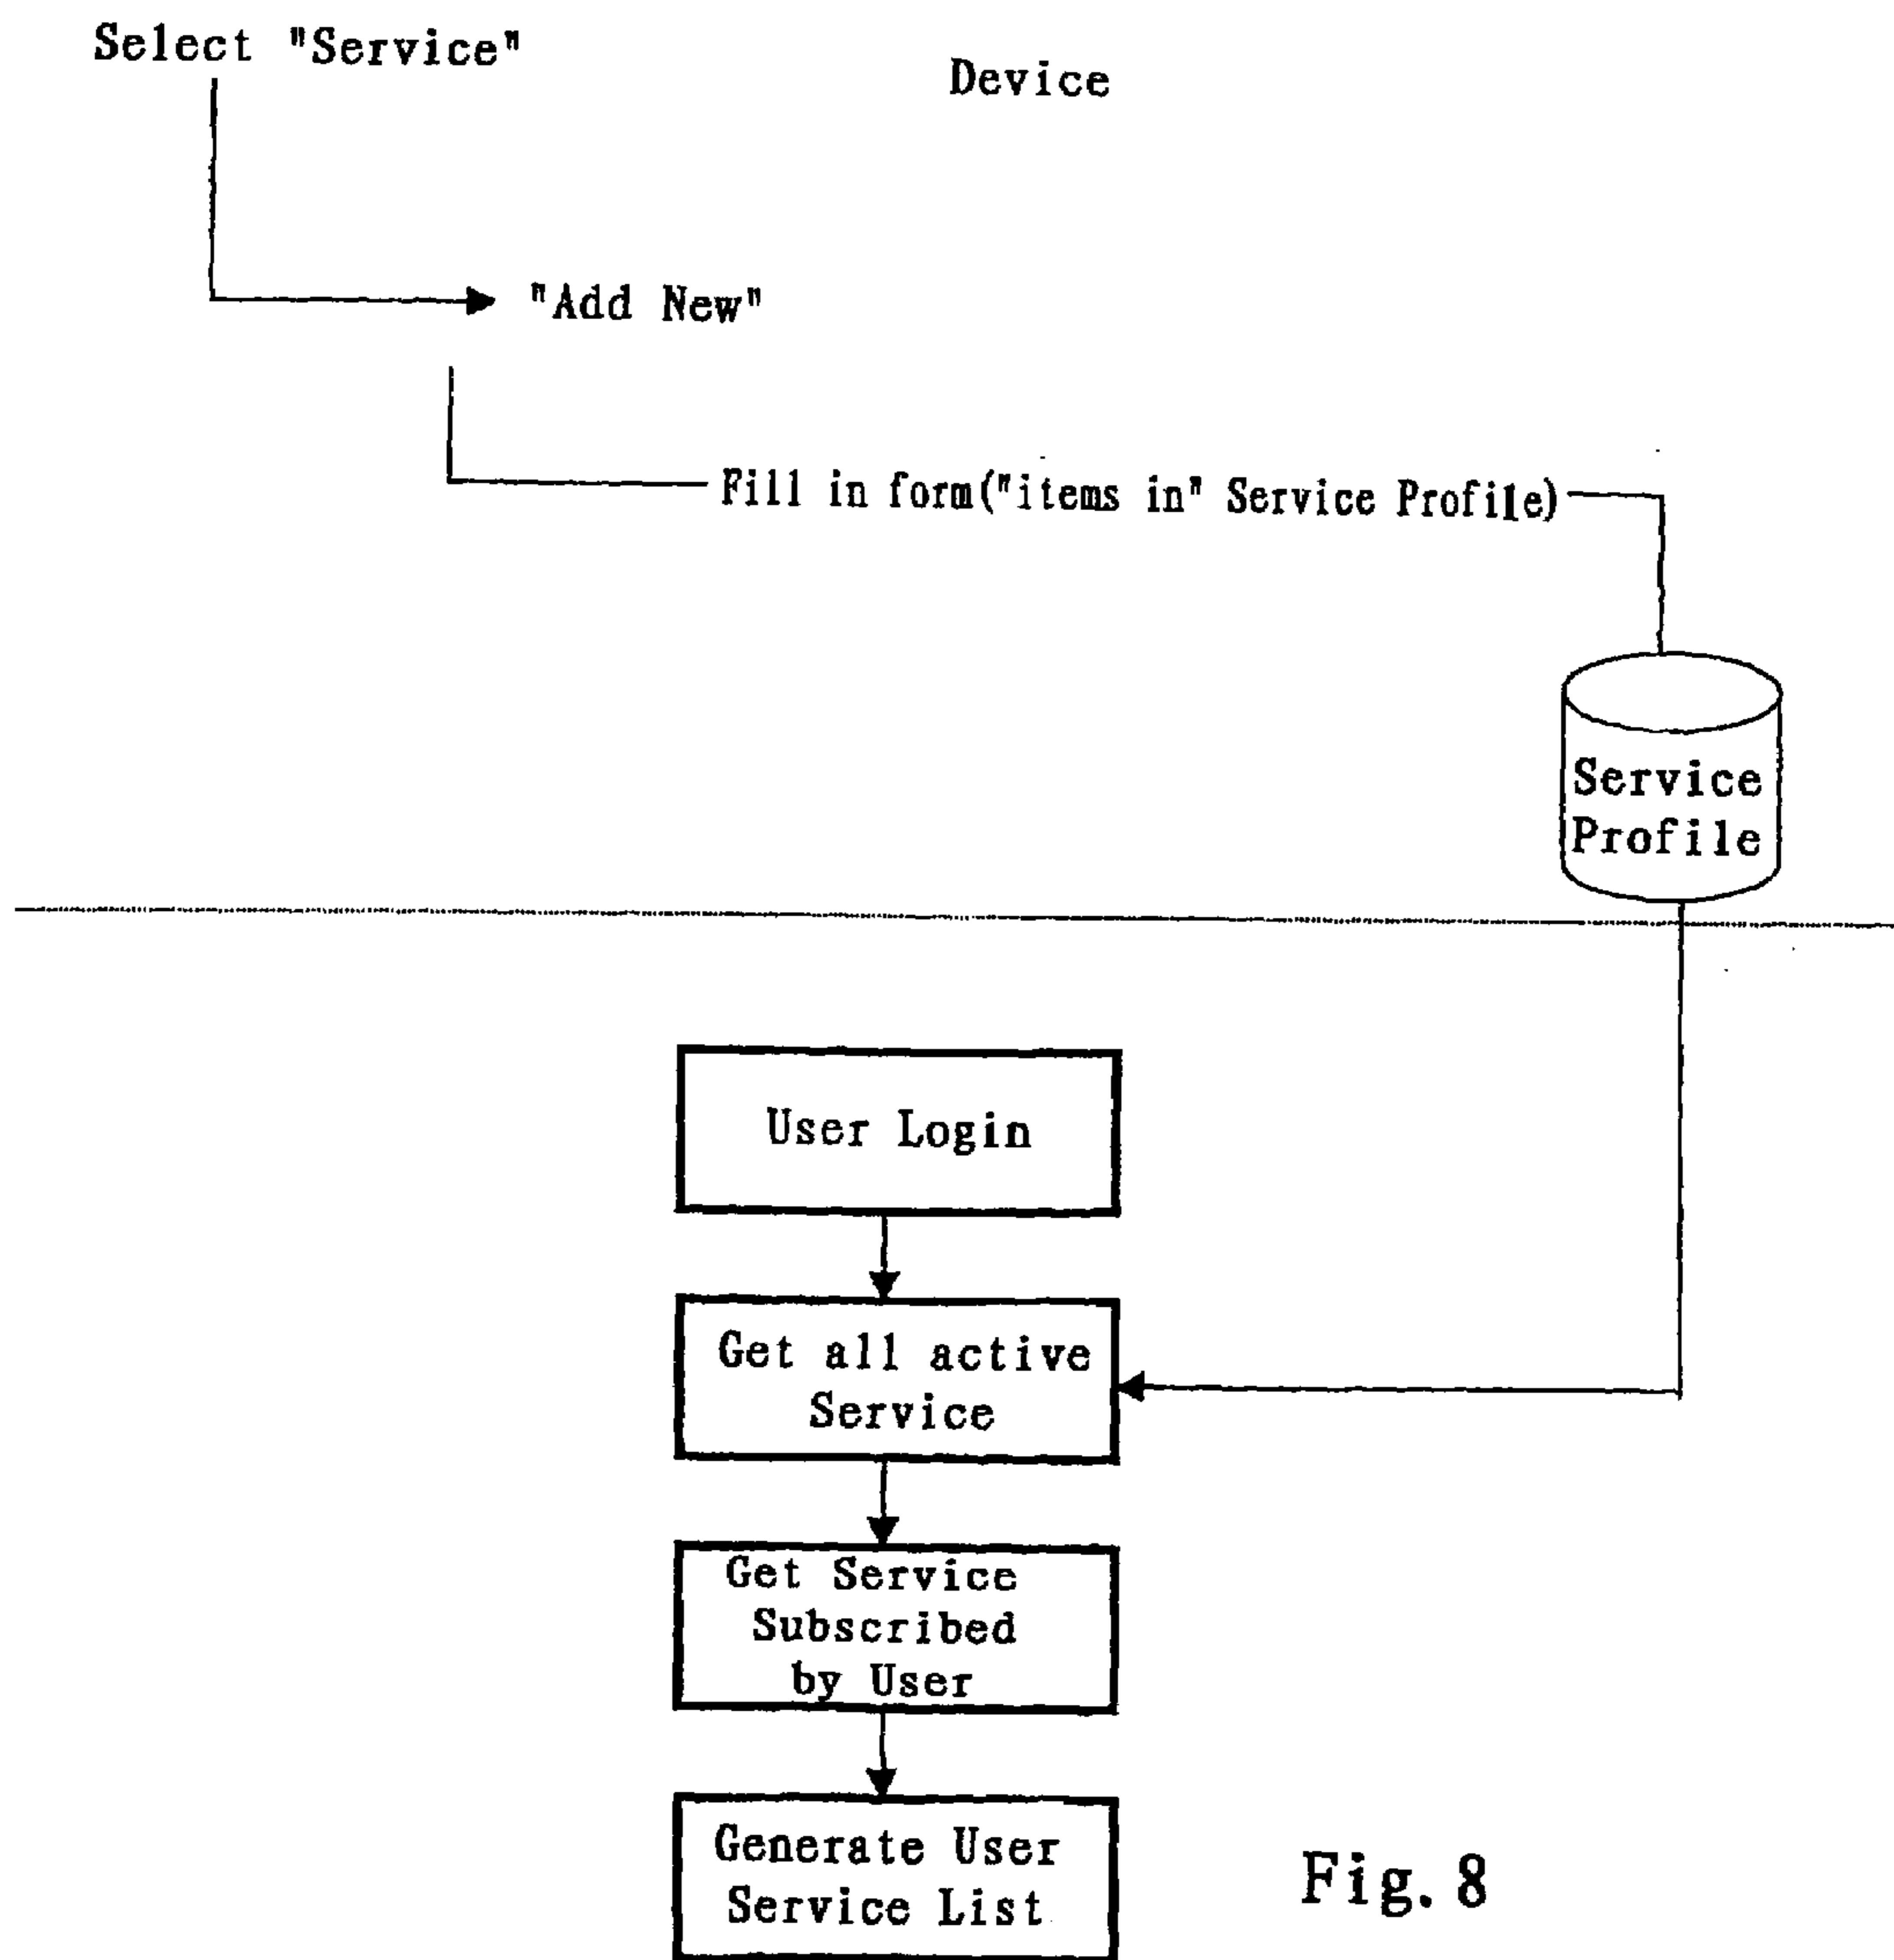 Select "Service"
Device
"Add New"
Fill in form("items in" Service Profile)
Service
Profile
User Login
Get all active
Service
Get Service
Subscribed
by User
Generate User
Service List
Fig. 8